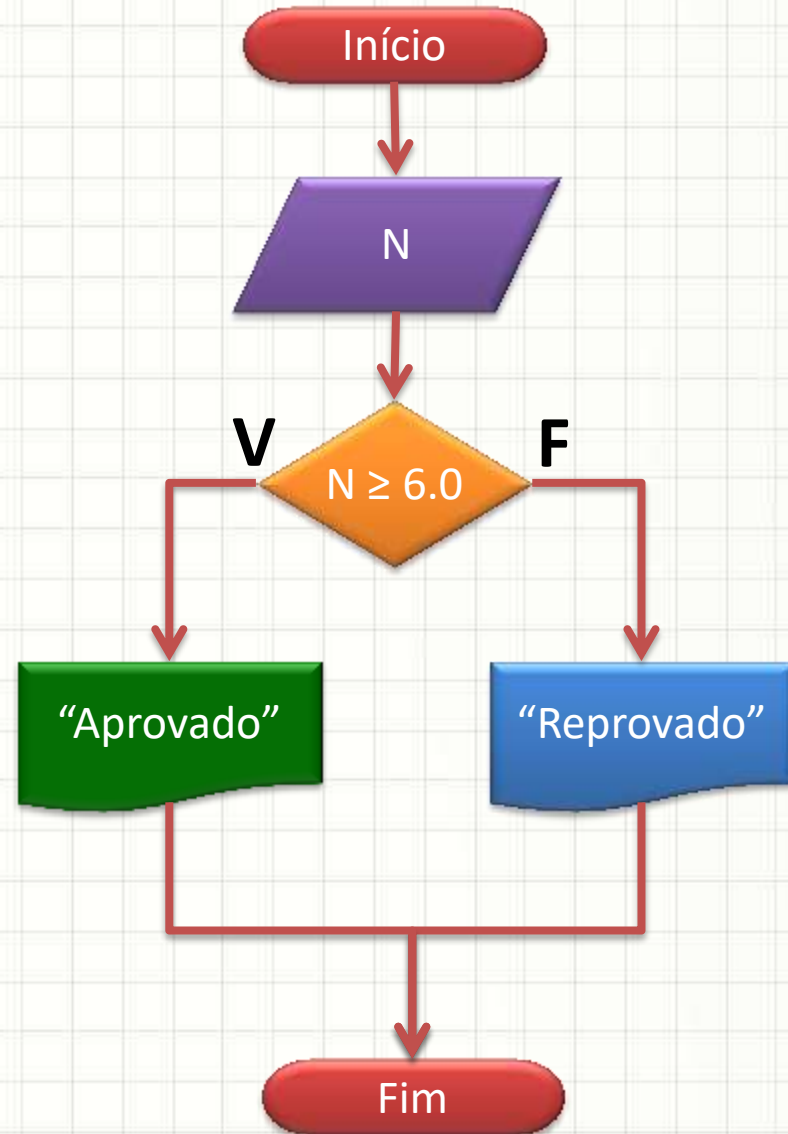 Início
N
V
F
N ≥ 6.0
“Aprovado”
“Reprovado”
Fim